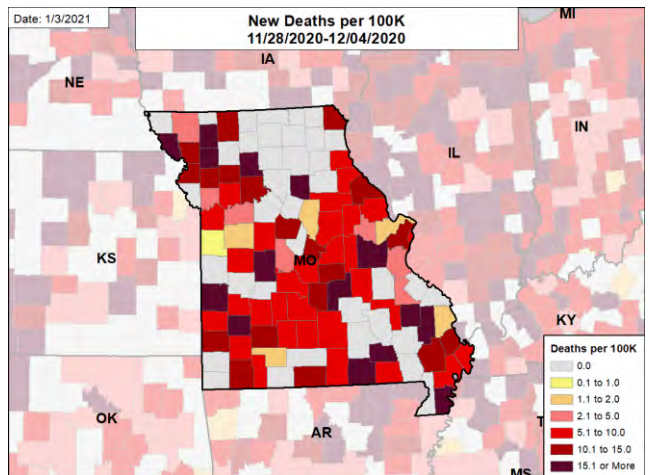 Date: 1/3/2021
New Deaths per 100K
11/28/2020-12/04/2020
MI
IA
NE
IN
IL
KS
MO
KY
Deaths per 100K
0.0
0.1 to 1.0
1.1 to 2.0
2.1 to 5.0
5.1 to 10.0
10.1 to 15.0
15.1 or More
OK
AR
MS